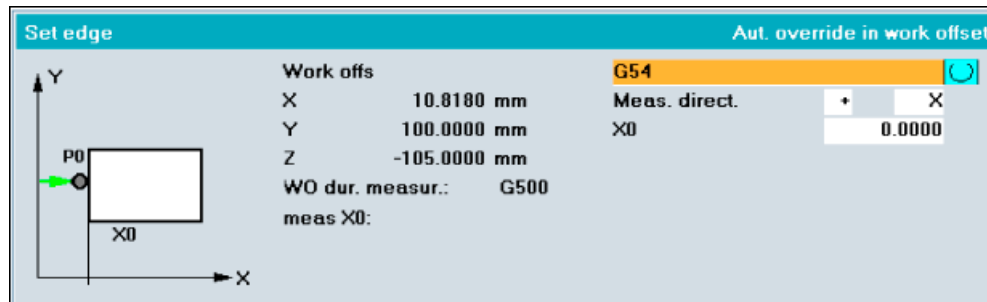 Set edge Aut. override in work offset
Y
P0
X0
X
Work offs
X 10.8180 mm
Y 100.0000 mm
Z -105.0000 mm
WO dur. measur.: G500
meas X0:
G54
Meas. direct. + X
X0 0.0000